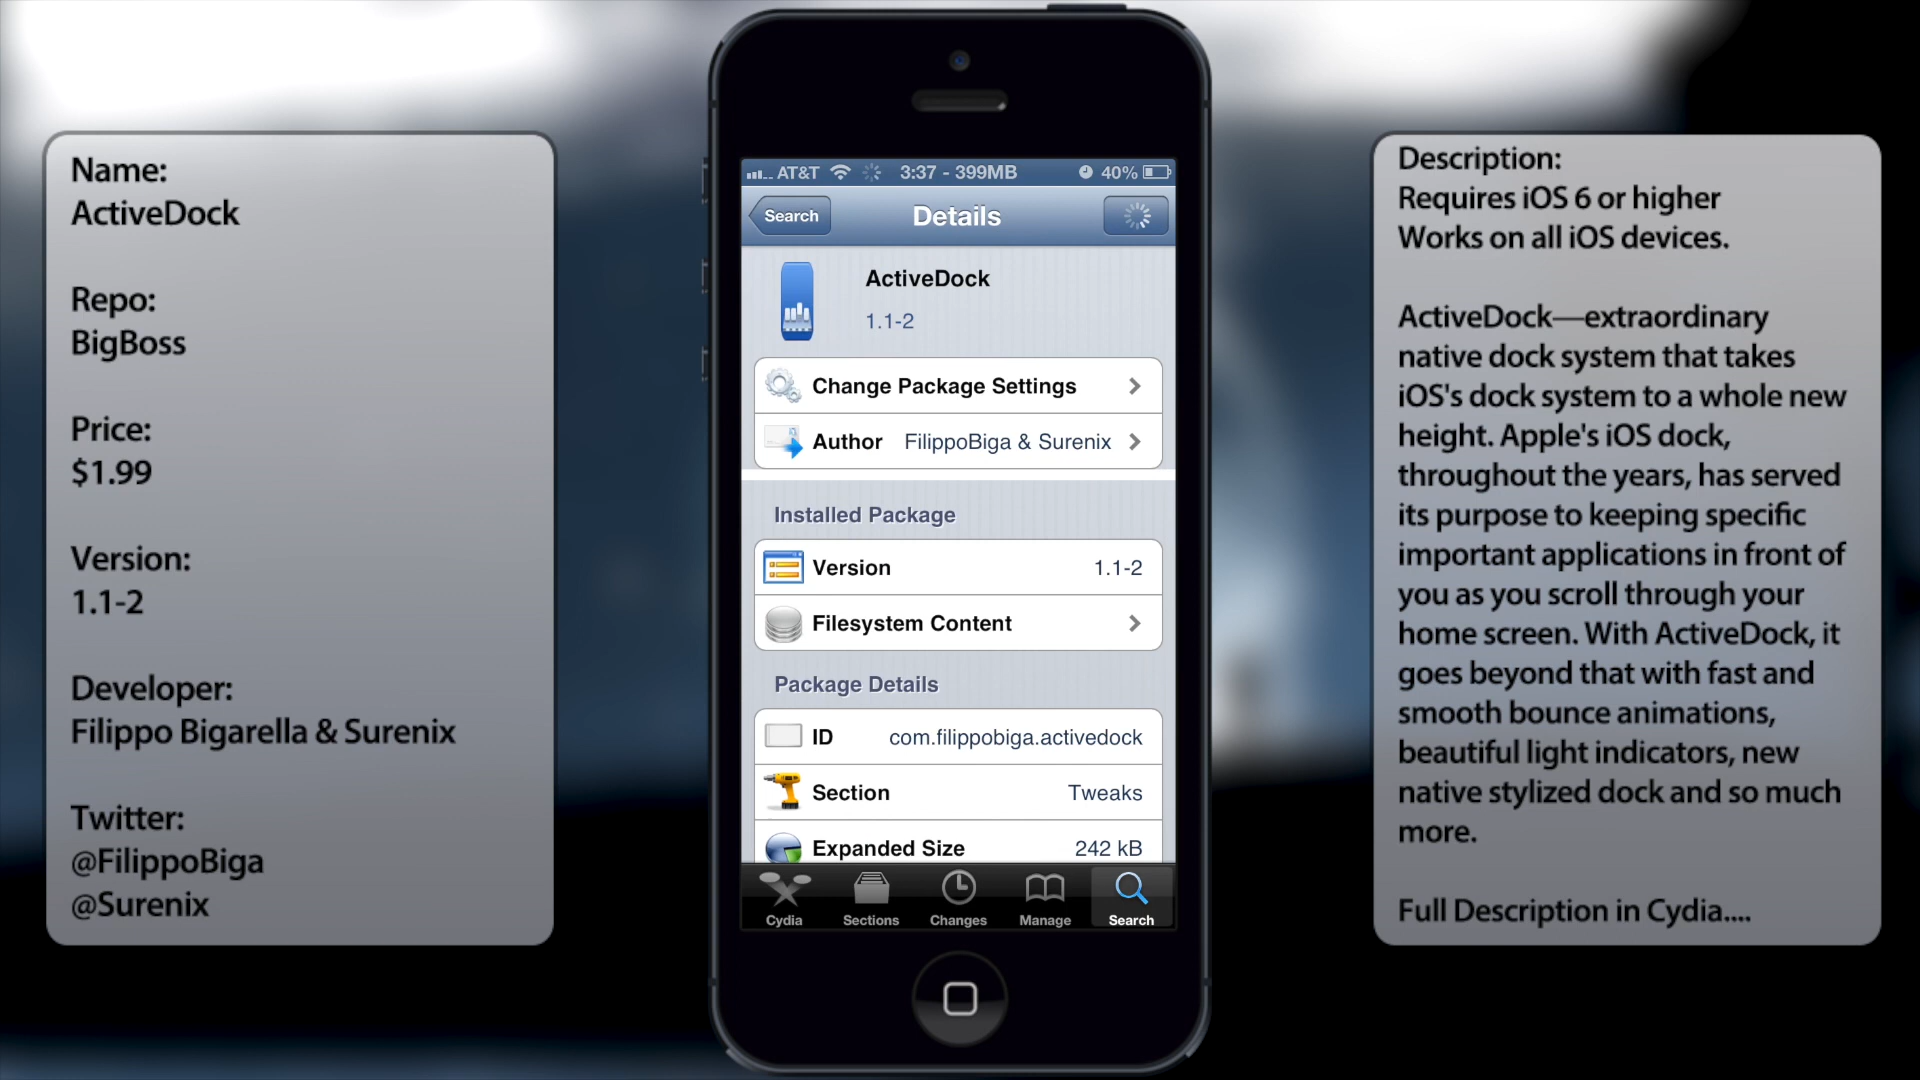 Name:
ActiveDock
Repo:
BigBoss
Price:
$1.99
Version:
1.1-2
Developer:
Filippo Bigarella & Surenix
Twitter:
@FilippoBiga
@Surenix
AT&T 3:37 - 399MB 40%
Search Details
ActiveDock
1.1-2
Change Package Settings
Author FilippoBiga & Surenix
Installed Package
Version 1.1-2
Filesystem Content
Package Details
ID com.filippobiga.activedock
Section Tweaks
Expanded Size 242 kB
Cydia Sections Changes Manage Search
Description:
Requires iOS 6 or higher
Works on all iOS devices.
ActiveDock—extraordinary
native dock system that takes
iOS's dock system to a whole new
height. Apple's iOS dock,
throughout the years, has served
its purpose to keeping specific
important applications in front of
you as you scroll through your
home screen. With ActiveDock, it
goes beyond that with fast and
smooth bounce animations,
beautiful light indicators, new
native stylized dock and so much
more.
Full Description in Cydia....